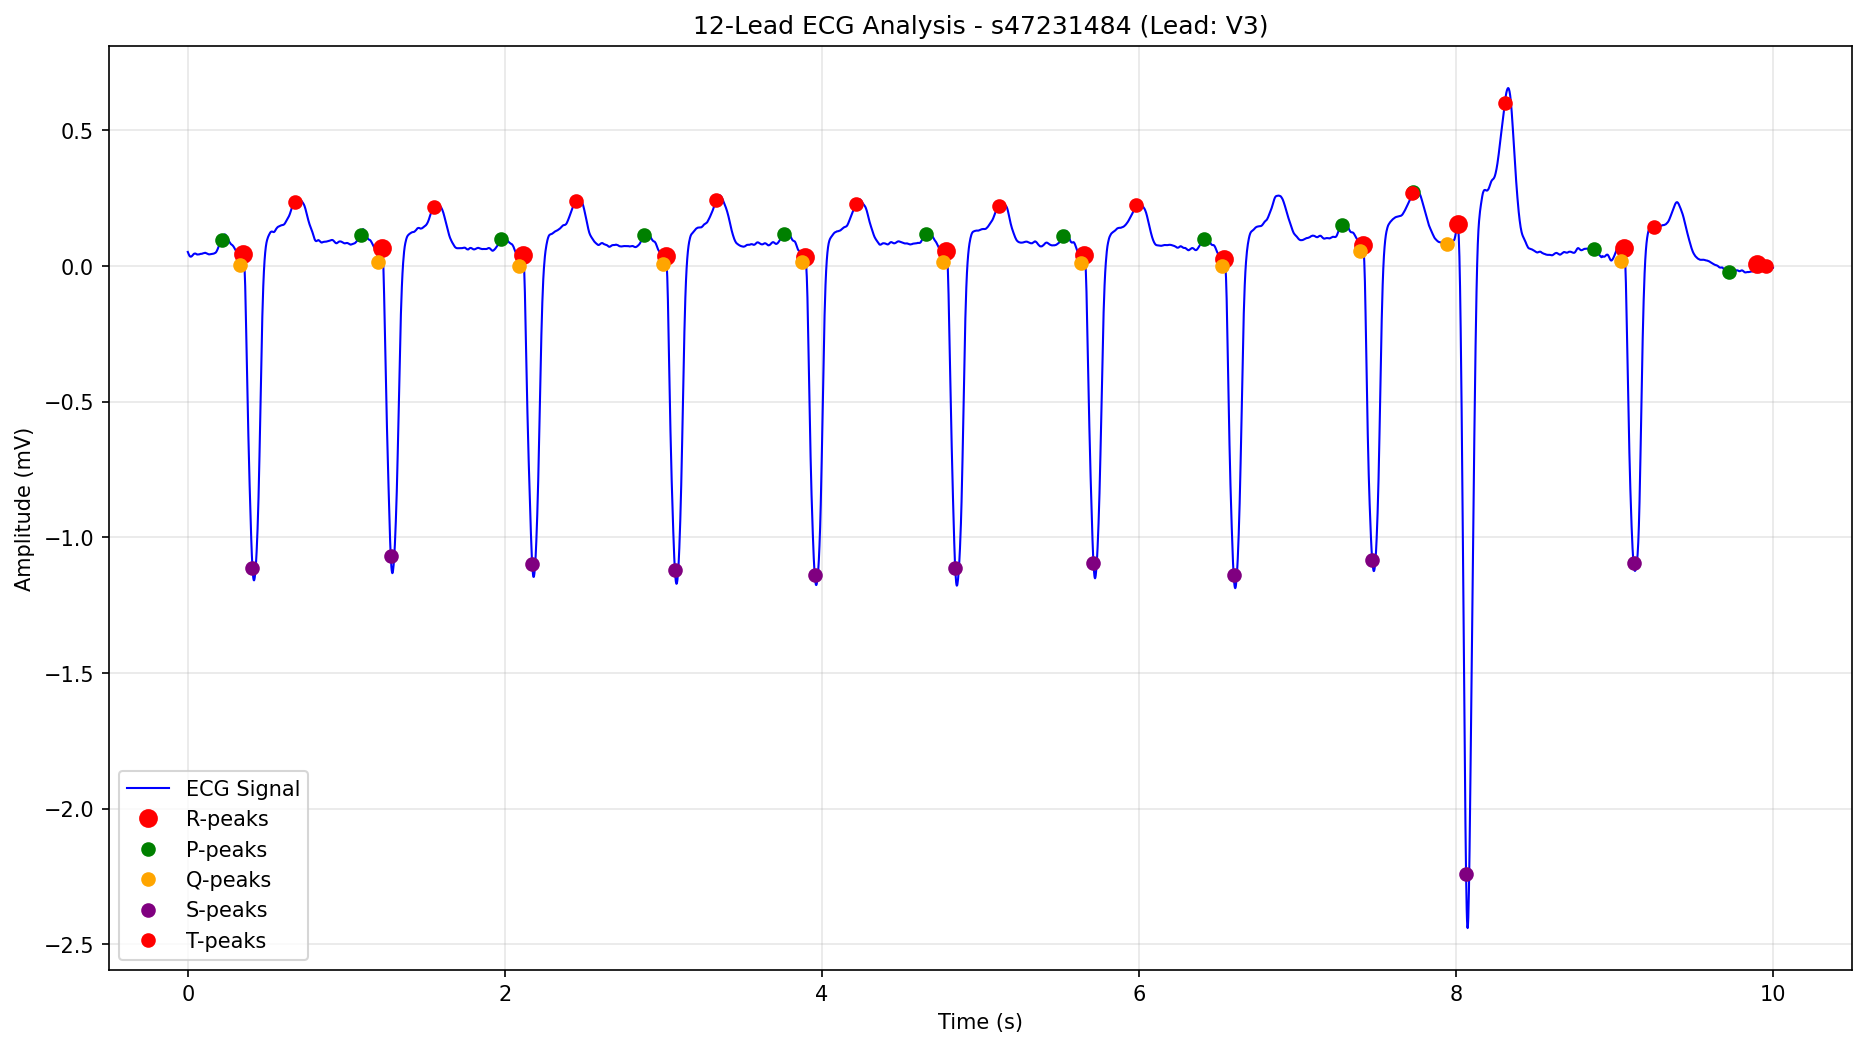 12-Lead ECG Analysis - s47231484 (Lead: V3)
0.5
0.0
−0.5
−1.0
−1.5
−2.0
−2.5
Amplitude (mV)
ECG Signal
R-peaks
P-peaks
Q-peaks
S-peaks
T-peaks
0 2 4 6 8 10
Time (s)